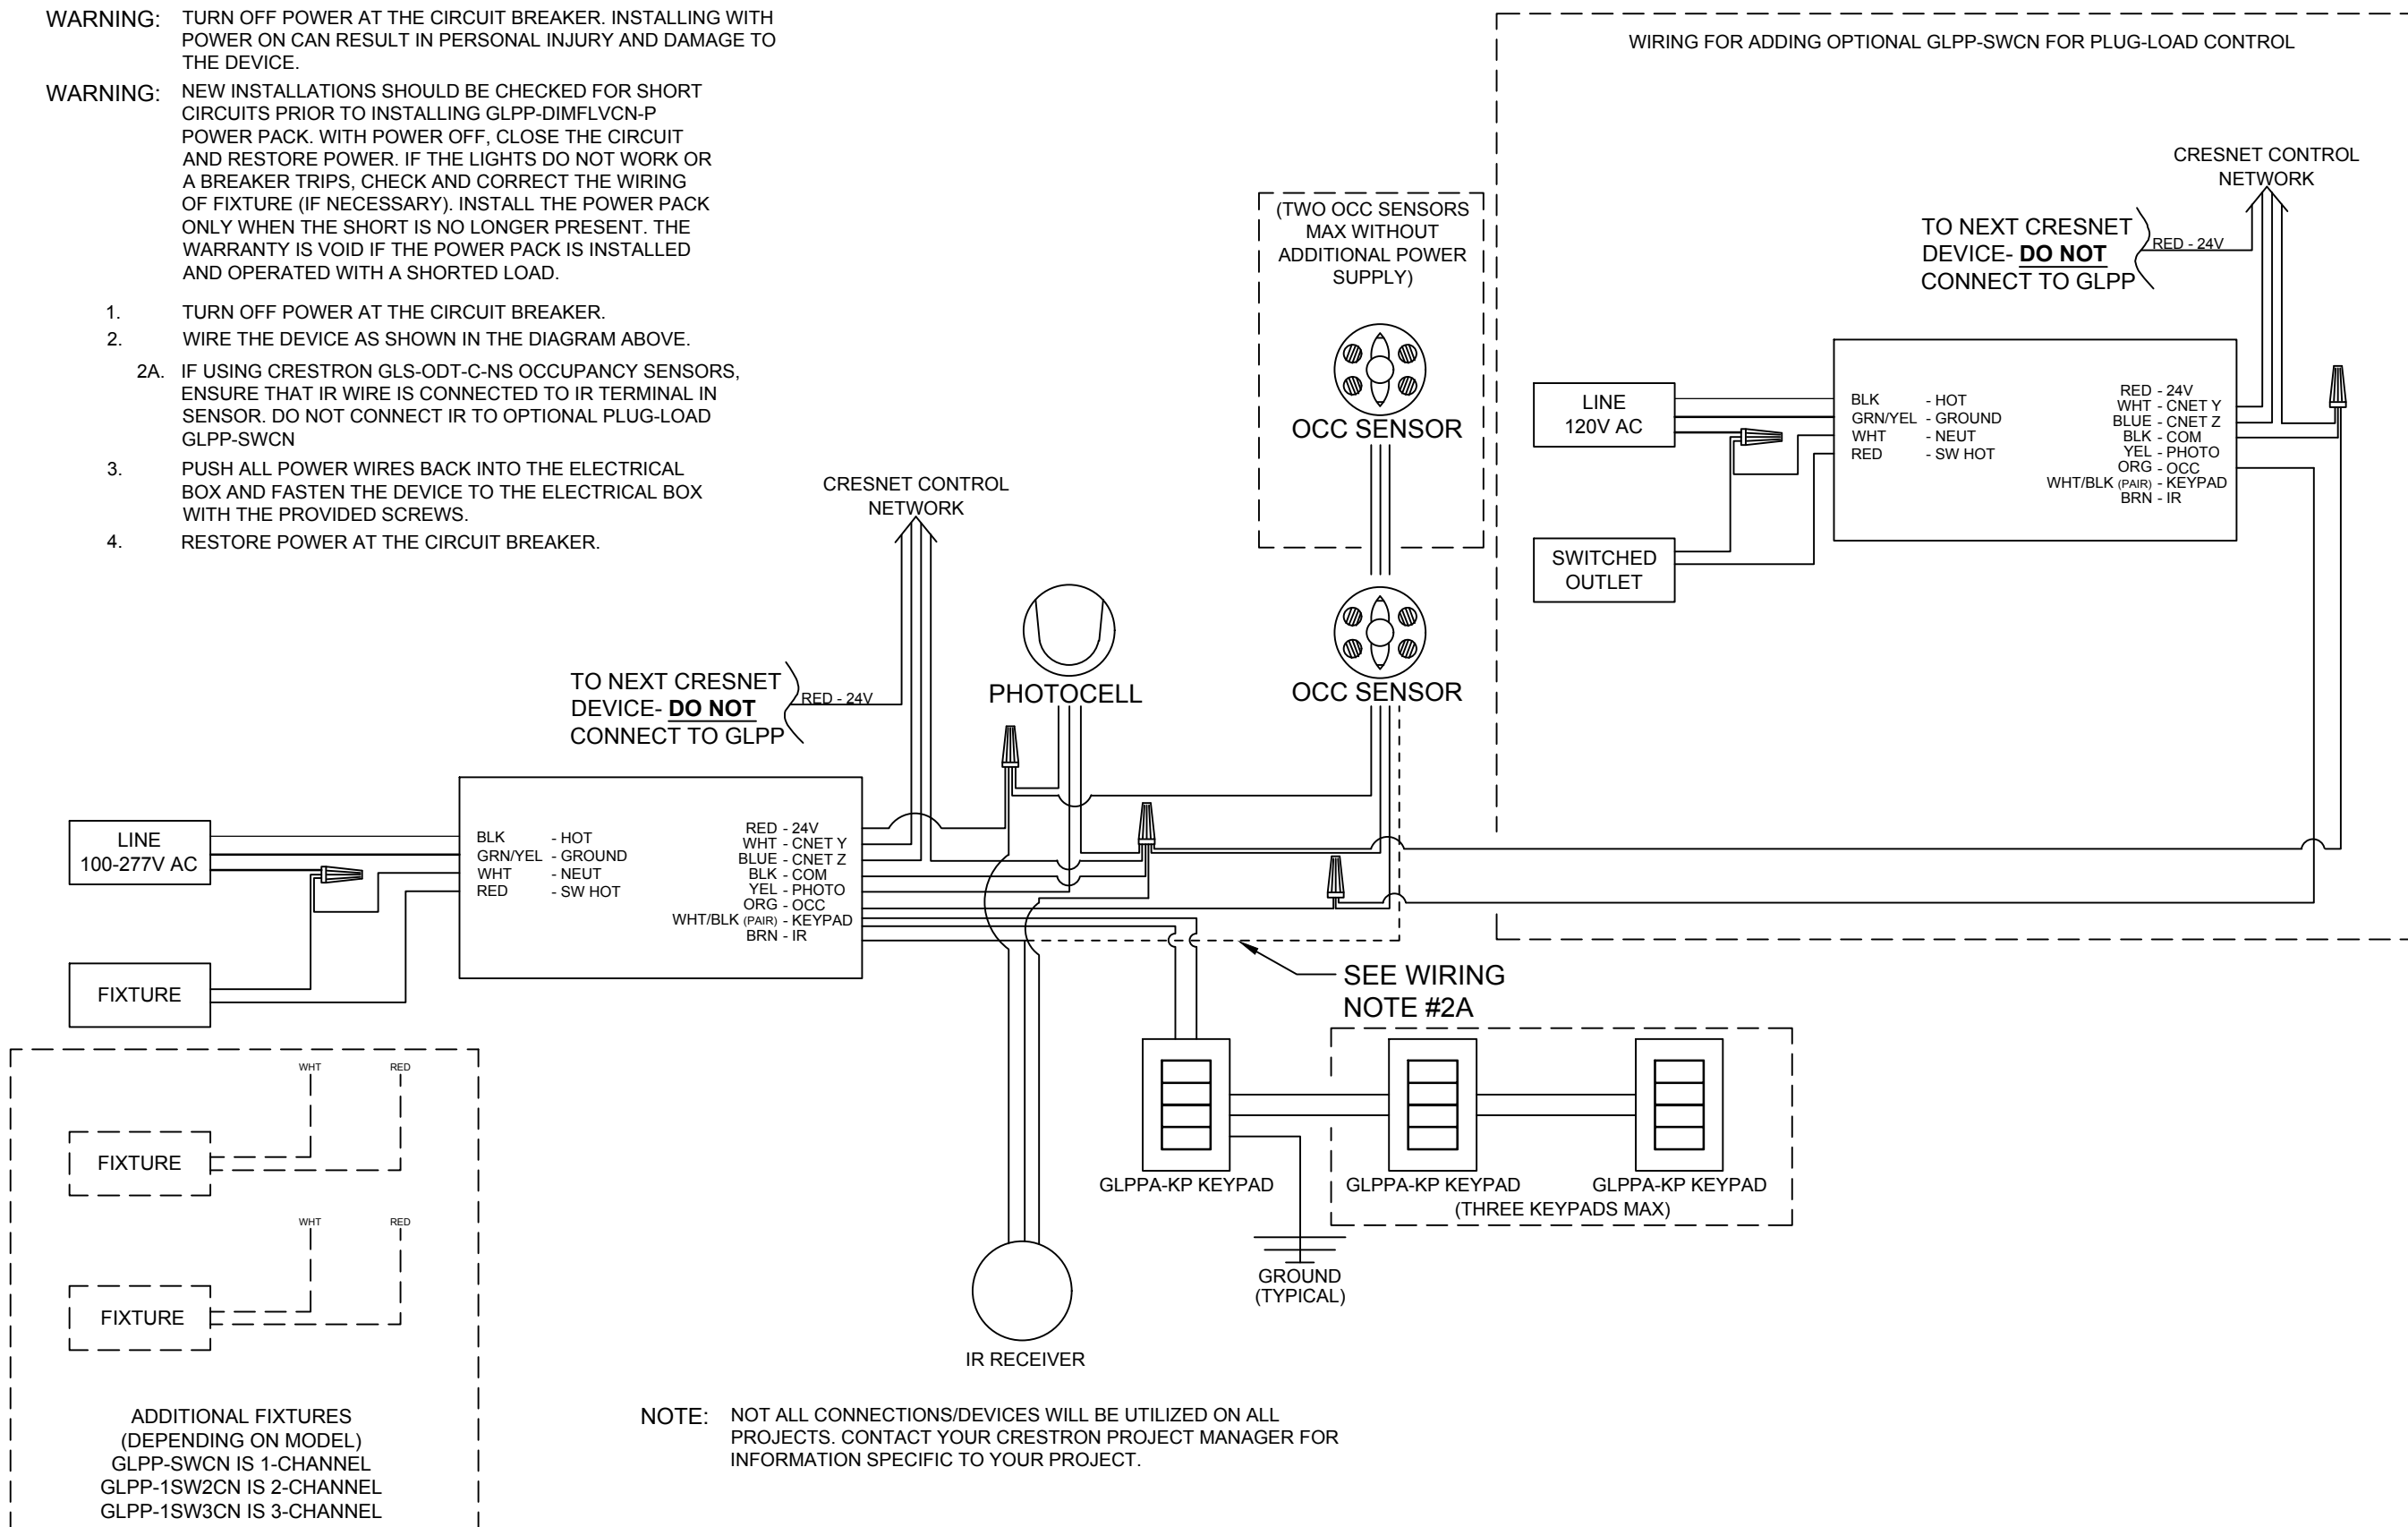 WARNING: TURN OFF POWER AT THE CIRCUIT BREAKER. INSTALLING WITH
POWER ON CAN RESULT IN PERSONAL INJURY AND DAMAGE TO
THE DEVICE.
WARNING: NEW INSTALLATIONS SHOULD BE CHECKED FOR SHORT
CIRCUITS PRIOR TO INSTALLING GLPP-DIMFLVCN-P
POWER PACK. WITH POWER OFF, CLOSE THE CIRCUIT
AND RESTORE POWER. IF THE LIGHTS DO NOT WORK OR
A BREAKER TRIPS, CHECK AND CORRECT THE WIRING
OF FIXTURE (IF NECESSARY). INSTALL THE POWER PACK
ONLY WHEN THE SHORT IS NO LONGER PRESENT. THE
WARRANTY IS VOID IF THE POWER PACK IS INSTALLED
AND OPERATED WITH A SHORTED LOAD.
1. TURN OFF POWER AT THE CIRCUIT BREAKER.
2. WIRE THE DEVICE AS SHOWN IN THE DIAGRAM ABOVE.
2A. IF USING CRESTRON GLS-ODT-C-NS OCCUPANCY SENSORS,
ENSURE THAT IR WIRE IS CONNECTED TO IR TERMINAL IN
SENSOR. DO NOT CONNECT IR TO OPTIONAL PLUG-LOAD
GLPP-SWCN
3. PUSH ALL POWER WIRES BACK INTO THE ELECTRICAL
BOX AND FASTEN THE DEVICE TO THE ELECTRICAL BOX
WITH THE PROVIDED SCREWS.
4. RESTORE POWER AT THE CIRCUIT BREAKER.
WIRING FOR ADDING OPTIONAL GLPP-SWCN FOR PLUG-LOAD CONTROL
CRESNET CONTROL
NETWORK
TO NEXT CRESNET
DEVICE- DO NOT
CONNECT TO GLPP
RED - 24V
LINE
120V AC
SWITCHED
OUTLET
BLK - HOT
GRN/YEL - GROUND
WHT - NEUT
RED - SW HOT
RED - 24V
WHT - CNET Y
BLUE - CNET Z
BLK - COM
YEL - PHOTO
ORG - OCC
WHT/BLK (PAIR) - KEYPAD
BRN - IR
(TWO OCC SENSORS
MAX WITHOUT
ADDITIONAL POWER
SUPPLY)
OCC SENSOR
OCC SENSOR
PHOTOCELL
CRESNET CONTROL
NETWORK
TO NEXT CRESNET
DEVICE- DO NOT
CONNECT TO GLPP
RED - 24V
LINE
100-277V AC
FIXTURE
BLK - HOT
GRN/YEL - GROUND
WHT - NEUT
RED - SW HOT
RED - 24V
WHT - CNET Y
BLUE - CNET Z
BLK - COM
YEL - PHOTO
ORG - OCC
WHT/BLK (PAIR) - KEYPAD
BRN - IR
SEE WIRING
NOTE #2A
GLPPA-KP KEYPAD
GLPPA-KP KEYPAD
GLPPA-KP KEYPAD
(THREE KEYPADS MAX)
GROUND
(TYPICAL)
IR RECEIVER
WHT RED
FIXTURE
WHT RED
FIXTURE
ADDITIONAL FIXTURES
(DEPENDING ON MODEL)
GLPP-SWCN IS 1-CHANNEL
GLPP-1SW2CN IS 2-CHANNEL
GLPP-1SW3CN IS 3-CHANNEL
NOTE: NOT ALL CONNECTIONS/DEVICES WILL BE UTILIZED ON ALL
PROJECTS. CONTACT YOUR CRESTRON PROJECT MANAGER FOR
INFORMATION SPECIFIC TO YOUR PROJECT.